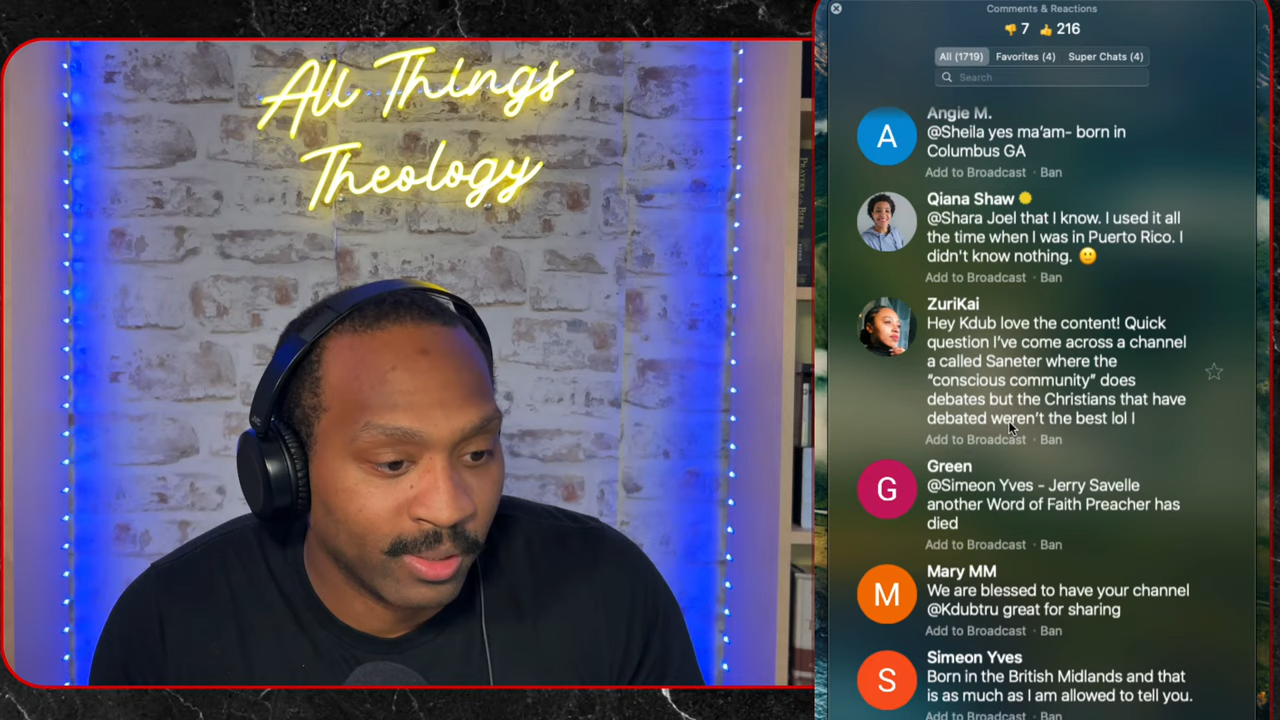 All Things
Theology
Comments & Reactions
👎 7 👍 216
All (1719) Favorites (4) Super Chats (4)
Search
A
Angie M.
@Sheila yes ma'am- born in
Columbus GA
Add to Broadcast · Ban
Qiana Shaw
@Shara Joel that I know. I used it all
the time when I was in Puerto Rico. I
didn't know nothing. 🙂
Add to Broadcast · Ban
ZuriKai
Hey Kdub love the content! Quick
question I've come across a channel
a called Saneter where the
“conscious community” does
debates but the Christians that have
debated weren't the best lol I
Add to Broadcast · Ban
G
Green
@Simeon Yves - Jerry Savelle
another Word of Faith Preacher has
died
Add to Broadcast · Ban
M
Mary MM
We are blessed to have your channel
@Kdubtru great for sharing
Add to Broadcast · Ban
S
Simeon Yves
Born in the British Midlands and that
is as much as I am allowed to tell you.
Add to Broadcast · Ban